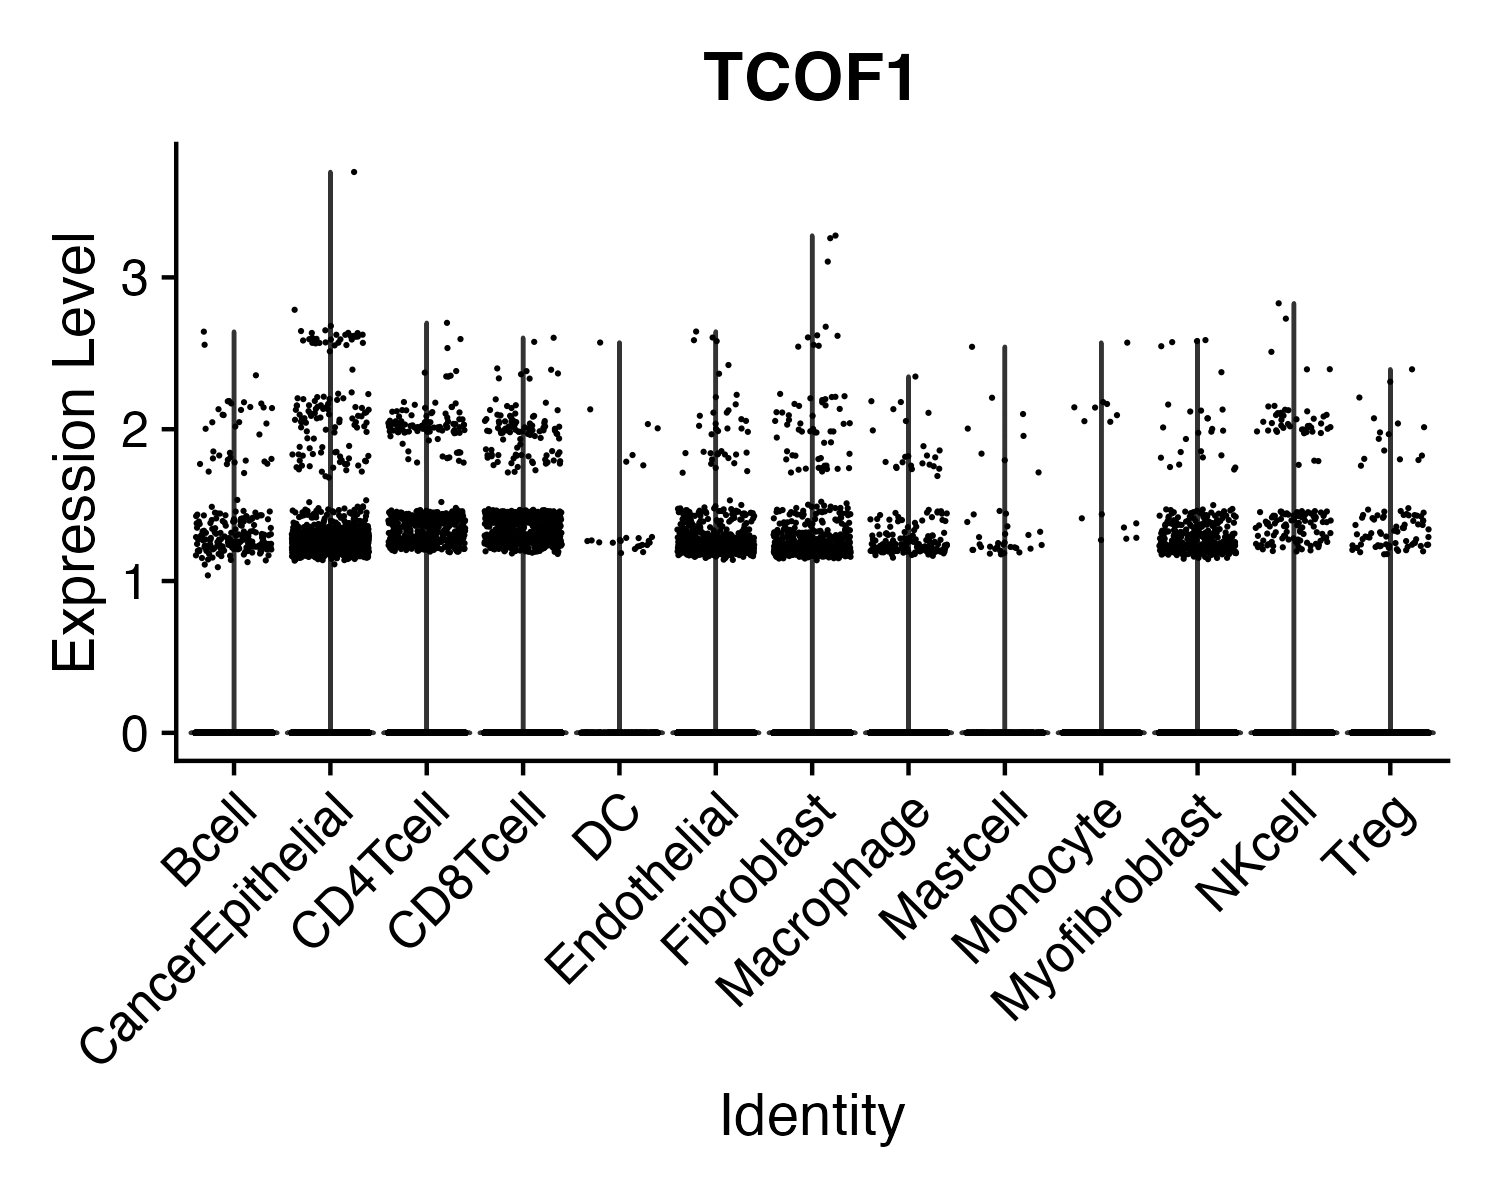 TCOF1
Expression Level
3
2
1
0
Bcell
CancerEpithelial
CD4Tcell
CD8Tcell
DC
Endothelial
Fibroblast
Macrophage
Mastcell
Monocyte
Myofibroblast
NKcell
Treg
Identity